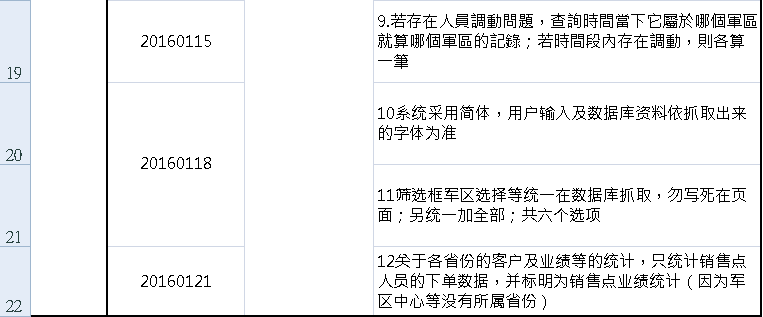 9.若存在人員調動問題，查詢時間當下它屬於哪個軍區
就算哪個軍區的記錄；若時間段內存在調動，則各算
一筆
20160115
19
10系统采用简体，用户输入及数据库资料依抓取出来
的字体为准
20
20160118
11筛选框军区选择等统一在数据库抓取，勿写死在页
面；另统一加全部；共六个选项
21
12关于各省份的客户及业绩等的统计，只统计销售点
人员的下单数据，并标明为销售点业绩统计（因为军
区中心等没有所属省份）
20160121
22